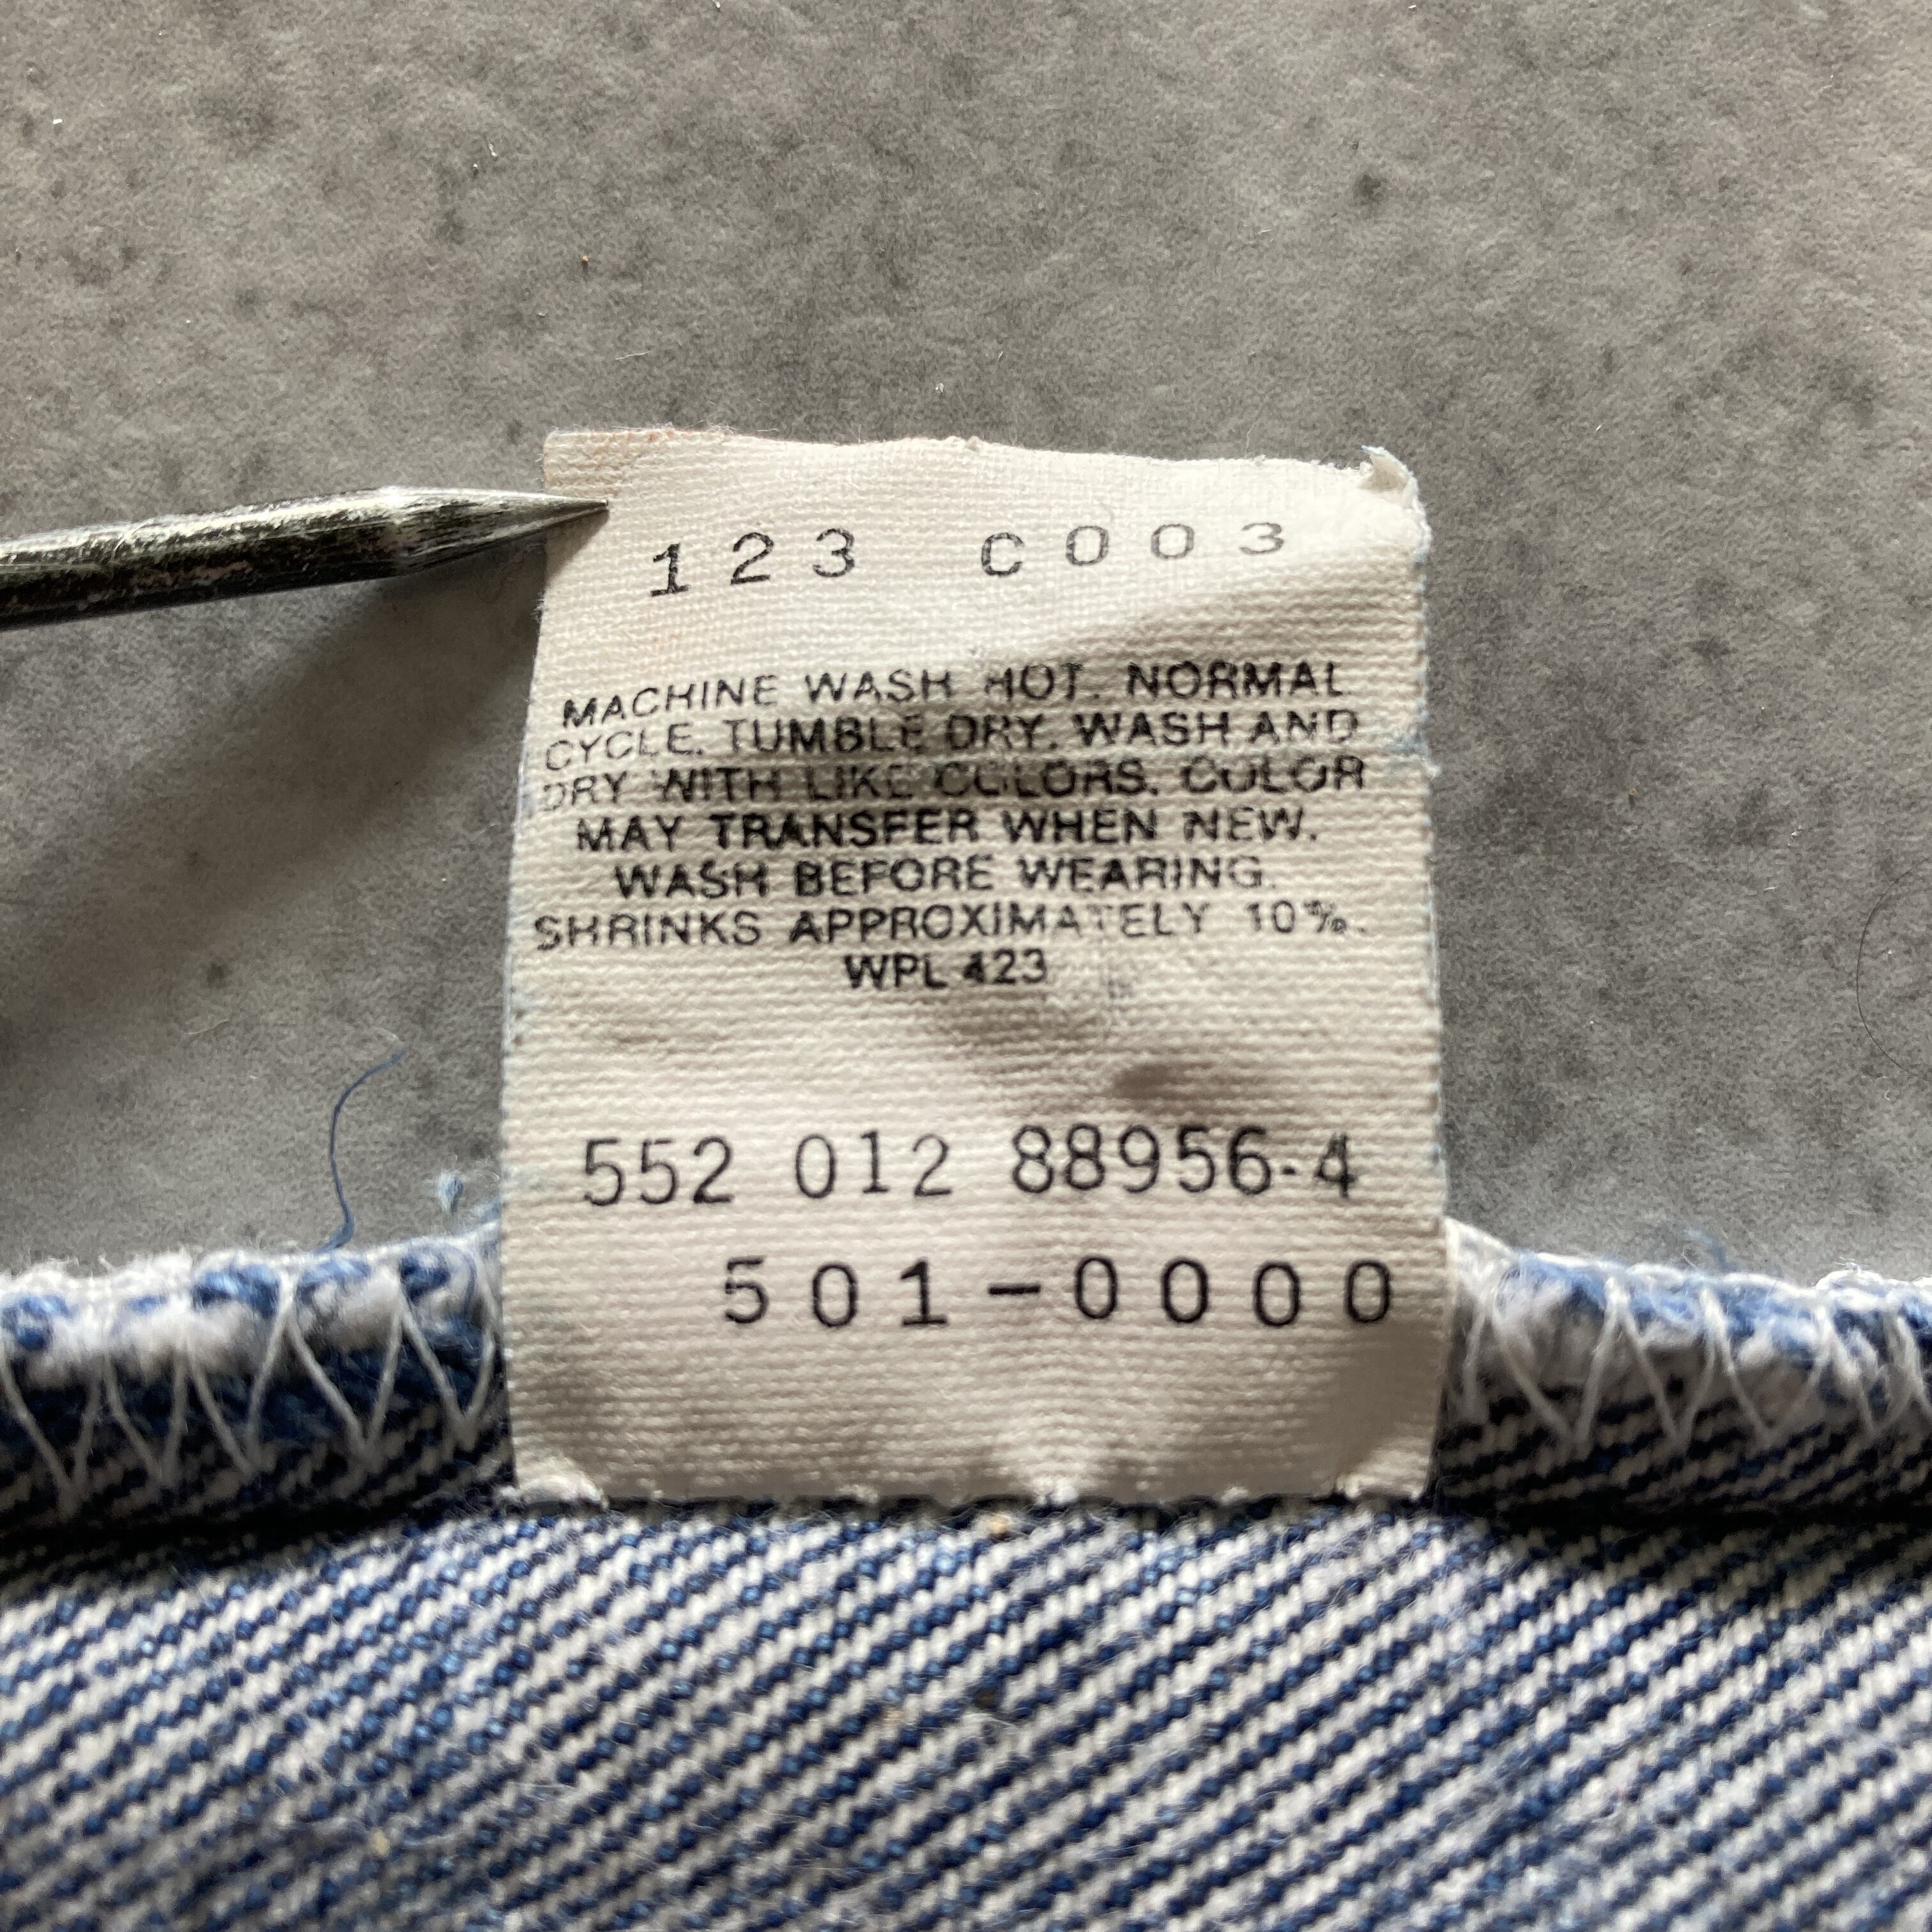 123 C003
MACHINE WASH HOT. NORMAL
CYCLE. TUMBLE DRY. WASH AND
DRY WITH LIKE COLORS. COLOR
MAY TRANSFER WHEN NEW.
WASH BEFORE WEARING.
SHRINKS APPROXIMATELY 10%.
WPL 423
552 012 88956-4
501-0000